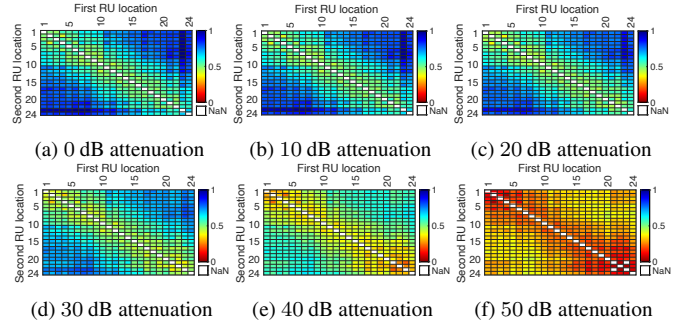 First RU location First RU location First RU location
1 5 10 15 20 24 1 5 10 15 20 24 1 5 10 15 20 24
Second RU location Second RU location Second RU location
1 5 10 15 20 24 1 5 10 15 20 24 1 5 10 15 20 24
1 0.5 0 NaN 1 0.5 0 NaN 1 0.5 0 NaN
(a) 0 dB attenuation (b) 10 dB attenuation (c) 20 dB attenuation
First RU location First RU location First RU location
1 5 10 15 20 24 1 5 10 15 20 24 1 5 10 15 20 24
Second RU location Second RU location Second RU location
1 5 10 15 20 24 1 5 10 15 20 24 1 5 10 15 20 24
1 0.5 0 NaN 1 0.5 0 NaN 1 0.5 0 NaN
(d) 30 dB attenuation (e) 40 dB attenuation (f) 50 dB attenuation